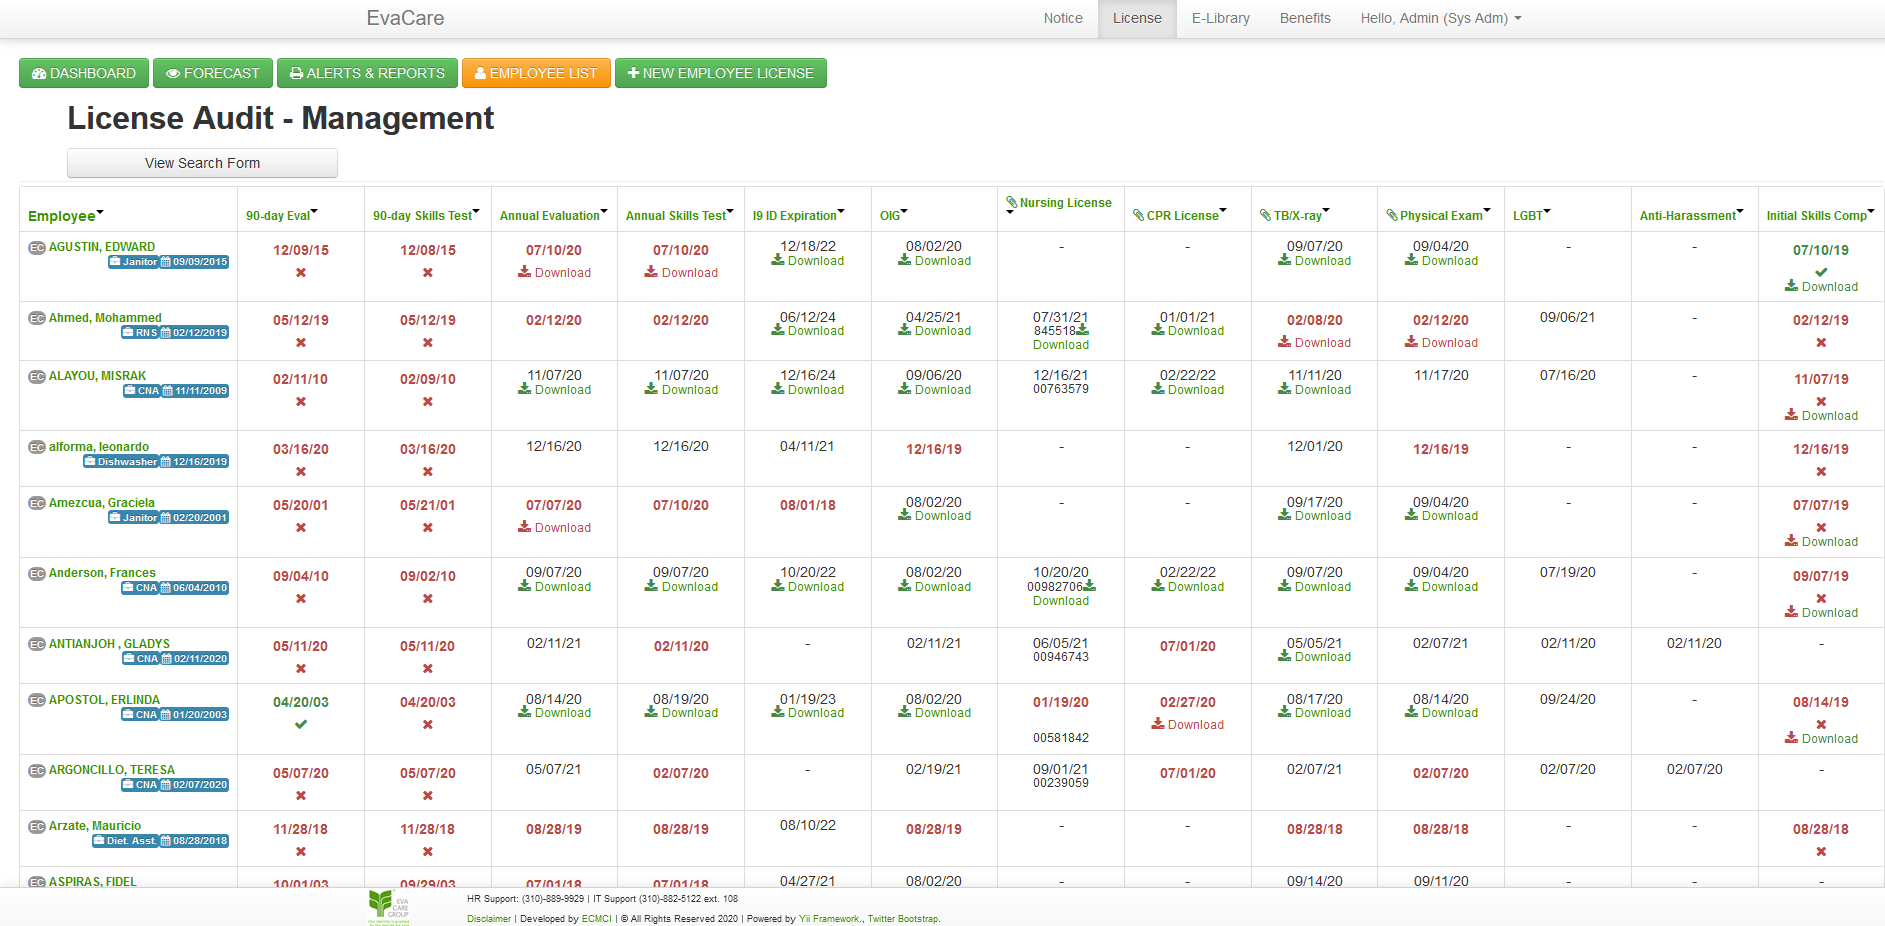 EvaCare
Notice License E-Library Benefits Hello, Admin (Sys Adm)
DASHBOARD FORECAST ALERTS & REPORTS EMPLOYEE LIST NEW EMPLOYEE LICENSE
License Audit - Management
View Search Form
Employee 90-day Eval 90-day Skills Test Annual Evaluation Annual Skills Test I9 ID Expiration OIG Nursing License CPR License TB/X-ray Physical Exam LGBT Anti-Harassment Initial Skills Comp
EC AGUSTIN, EDWARD 12/09/15 12/08/15 07/10/20 07/10/20 12/18/22 08/02/20 - - 09/07/20 09/04/20 - - 07/10/19
Janitor 09/09/2015 Download Download Download Download Download Download Download
EC Ahmed, Mohammed 05/12/19 05/12/19 02/12/20 02/12/20 06/12/24 04/25/21 07/31/21 01/01/21 02/08/20 02/12/20 09/06/21 - 02/12/19
RNS 02/12/2019 Download Download 845518 Download Download Download Download
EC ALAYOU, MISRAK 02/11/10 02/09/10 11/07/20 11/07/20 12/16/24 09/06/20 12/16/21 02/22/22 11/11/20 11/17/20 07/16/20 - 11/07/19
CNA 11/11/2009 Download Download Download Download 00763579 Download Download Download
EC alforma, leonardo 03/16/20 03/16/20 12/16/20 12/16/20 04/11/21 12/16/19 - - 12/01/20 12/16/19 - - 12/16/19
Dishwasher 12/16/2019
EC Amezcua, Graciela 05/20/01 05/21/01 07/07/20 07/10/20 08/01/18 08/02/20 - - 09/17/20 09/04/20 - - 07/07/19
Janitor 02/20/2001 Download Download Download Download Download
EC Anderson, Frances 09/04/10 09/02/10 09/07/20 09/07/20 10/20/22 08/02/20 10/20/20 02/22/22 09/07/20 09/04/20 07/19/20 - 09/07/19
CNA 06/04/2010 Download Download Download Download 00982706 Download Download Download Download Download
EC ANTIANJOH , GLADYS 05/11/20 05/11/20 02/11/21 02/11/20 - 02/11/21 06/05/21 07/01/20 05/05/21 02/07/21 02/11/20 02/11/20 -
CNA 02/11/2020 00946743 Download
EC APOSTOL, ERLINDA 04/20/03 04/20/03 08/14/20 08/19/20 01/19/23 08/02/20 01/19/20 02/27/20 08/17/20 08/14/20 09/24/20 - 08/14/19
CNA 01/20/2003 Download Download Download Download 00581842 Download Download Download Download
EC ARGONCILLO, TERESA 05/07/20 05/07/20 05/07/21 02/07/20 - 02/19/21 09/01/21 07/01/20 02/07/21 02/07/20 02/07/20 02/07/20 -
CNA 02/07/2020 00239059
EC Arzate, Mauricio 11/28/18 11/28/18 08/28/19 08/28/19 08/10/22 08/28/19 - - 08/28/18 08/28/18 - - 08/28/18
Diet. Asst. 08/28/2018
EC ASPIRAS, FIDEL 10/01/03 09/29/03 07/01/18 07/01/18 04/27/21 08/02/20 - - 09/14/20 09/11/20 - -
EVA CARE GROUP
HR Support: (310)-889-9929 | IT Support (310)-882-5122 ext. 108
Disclaimer | Developed by ECMCI | © All Rights Reserved 2020 | Powered by Yii Framework., Twitter Bootstrap.